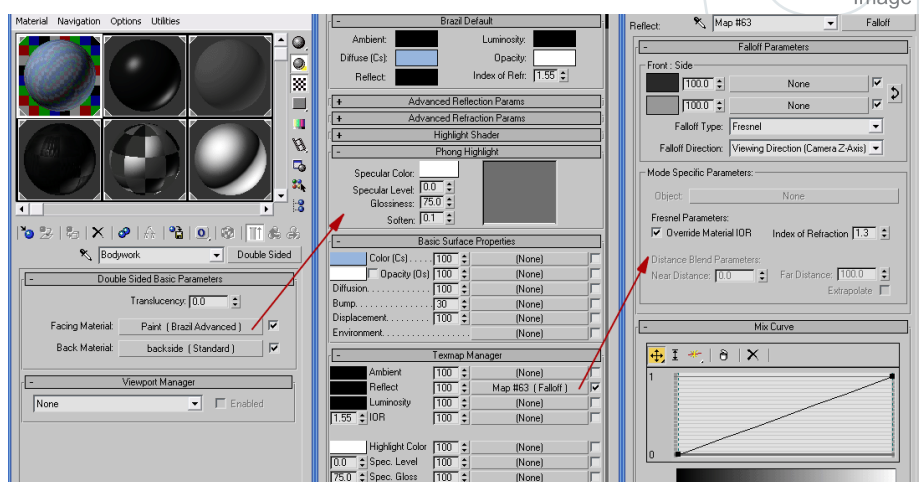 Image
Material Navigation Options Utilities
Bodywork
Double Sided
- Double Sided Basic Parameters
Translucency: 0.0
Facing Material: Paint ( Brazil Advanced )
Back Material: backside ( Standard )
- Viewport Manager
None
Enabled
- Brazil Default
Ambient: Luminosity:
Diffuse (Cs): Opacity:
Reflect: Index of Refr: 1.55
+ Advanced Reflection Params
+ Advanced Refraction Params
+ Highlight Shader
- Phong Highlight
Specular Color:
Specular Level: 0.0
Glossiness: 75.0
Soften: 0.1
- Basic Surface Properties
Color (Cs) . . . . . 100 (None)
Opacity (Os) 100 (None)
Diffusion. . . . . . . . . . . 100 (None)
Bump. . . . . . . . . . . . . 30 (None)
Displacement. . . . . . . . 100 (None)
Environment. . . . . . . . . . . . . . . . . (None)
- Texmap Manager
Ambient 100 (None)
Reflect 100 Map #63 ( Falloff )
Luminosity 100 (None)
1.55 IOR 100 (None)
Highlight Color 100 (None)
0.0 Spec. Level 100 (None)
75.0 Spec. Gloss 100 (None)
Reflect: Map #63 Falloff
- Falloff Parameters
Front : Side
100.0 None
100.0 None
Falloff Type: Fresnel
Falloff Direction: Viewing Direction (Camera Z-Axis)
Mode Specific Parameters:
Object: None
Fresnel Parameters:
Override Material IOR Index of Refraction 1.3
Distance Blend Parameters:
Near Distance: 0.0 Far Distance: 100.0
Extrapolate
- Mix Curve
1
0